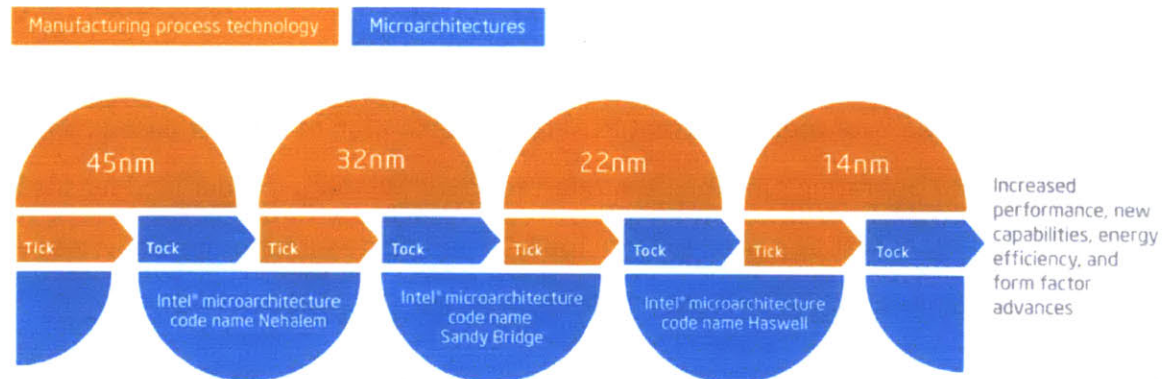 Manufacturing process technology
Microarchitectures
45nm
32nm
22nm
14nm
Tick
Tock
Tick
Tock
Tick
Tock
Tick
Tock
Intel® microarchitecture
code name Nehalem
Intel® microarchitecture
code name
Sandy Bridge
Intel® microarchitecture
code name Haswell
Increased
performance, new
capabilities, energy
efficiency, and
form factor
advances